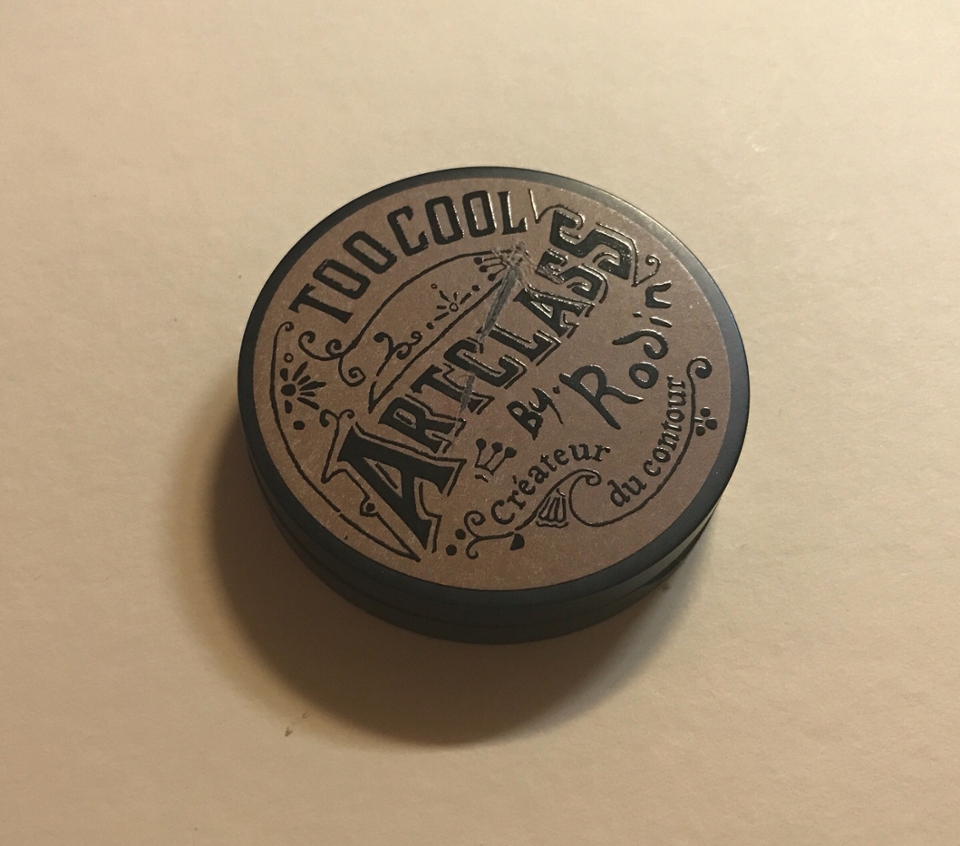 TOO COOL
ARTCLASS
By. Rodin
Créateur
du contour